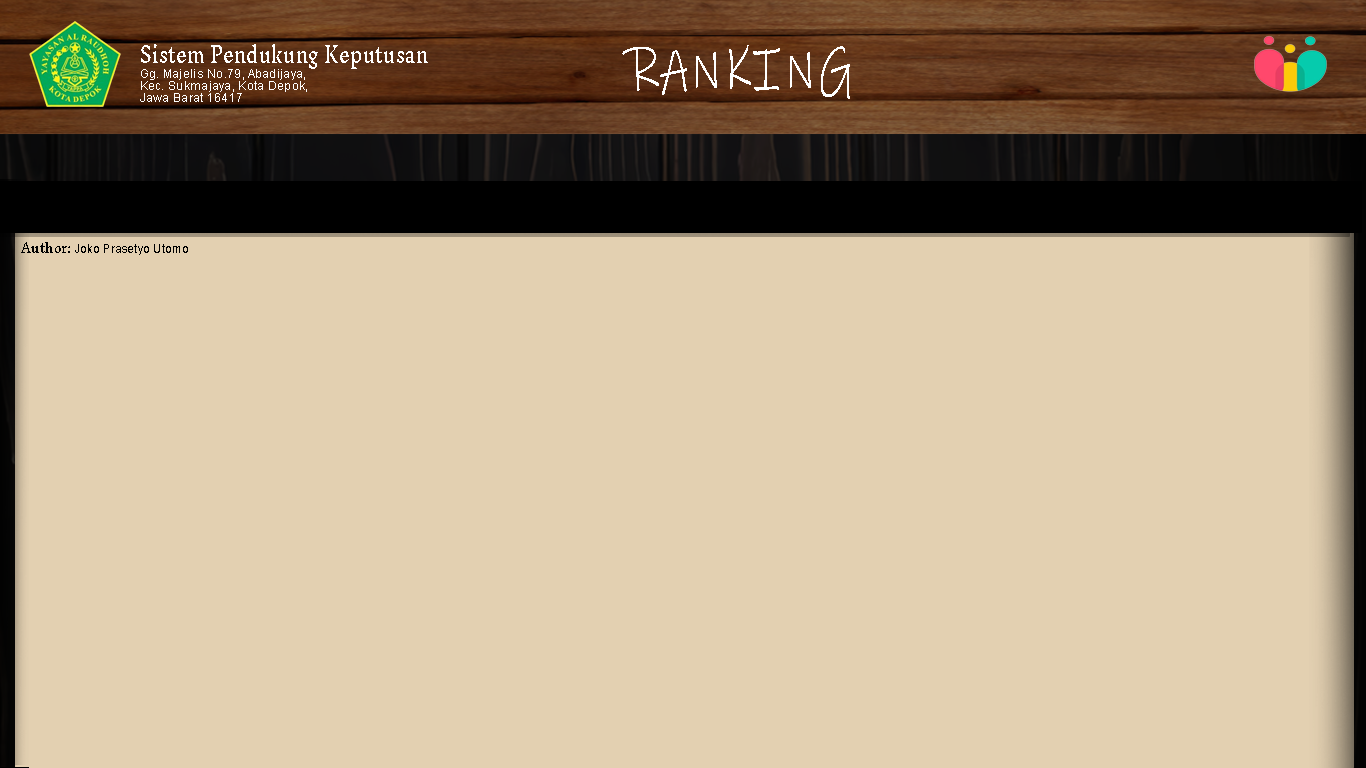 YAYASAN AL RAUDHOH
KOTA DEPOK
Sistem Pendukung Keputusan
Gg. Majelis No.79, Abadijaya,
Kec. Sukmajaya, Kota Depok,
Jawa Barat 16417
RANKING
Author: Joko Prasetyo Utomo